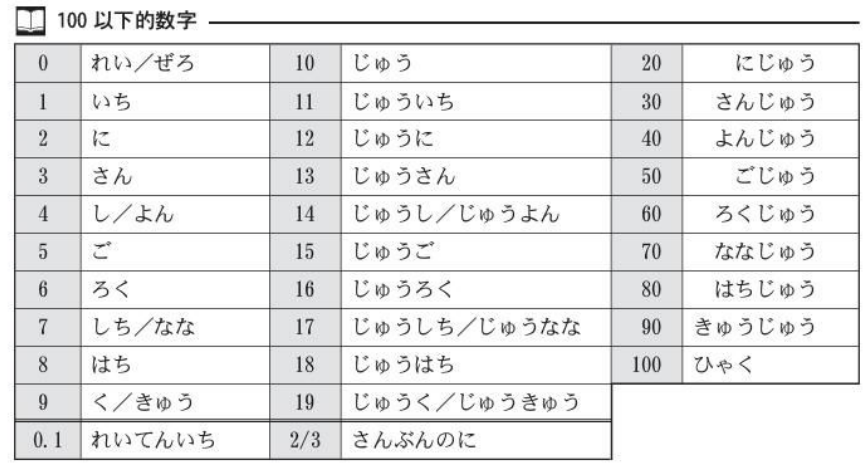 100 以下的数字
0 れい／ぜろ 10 じゅう 20 にじゅう
1 いち 11 じゅういち 30 さんじゅう
2 に 12 じゅうに 40 よんじゅう
3 さん 13 じゅうさん 50 ごじゅう
4 し／よん 14 じゅうし／じゅうよん 60 ろくじゅう
5 ご 15 じゅうご 70 ななじゅう
6 ろく 16 じゅうろく 80 はちじゅう
7 しち／なな 17 じゅうしち／じゅうなな 90 きゅうじゅう
8 はち 18 じゅうはち 100 ひゃく
9 く／きゅう 19 じゅうく／じゅうきゅう
0.1 れいてんいち 2/3 さんぶんのに